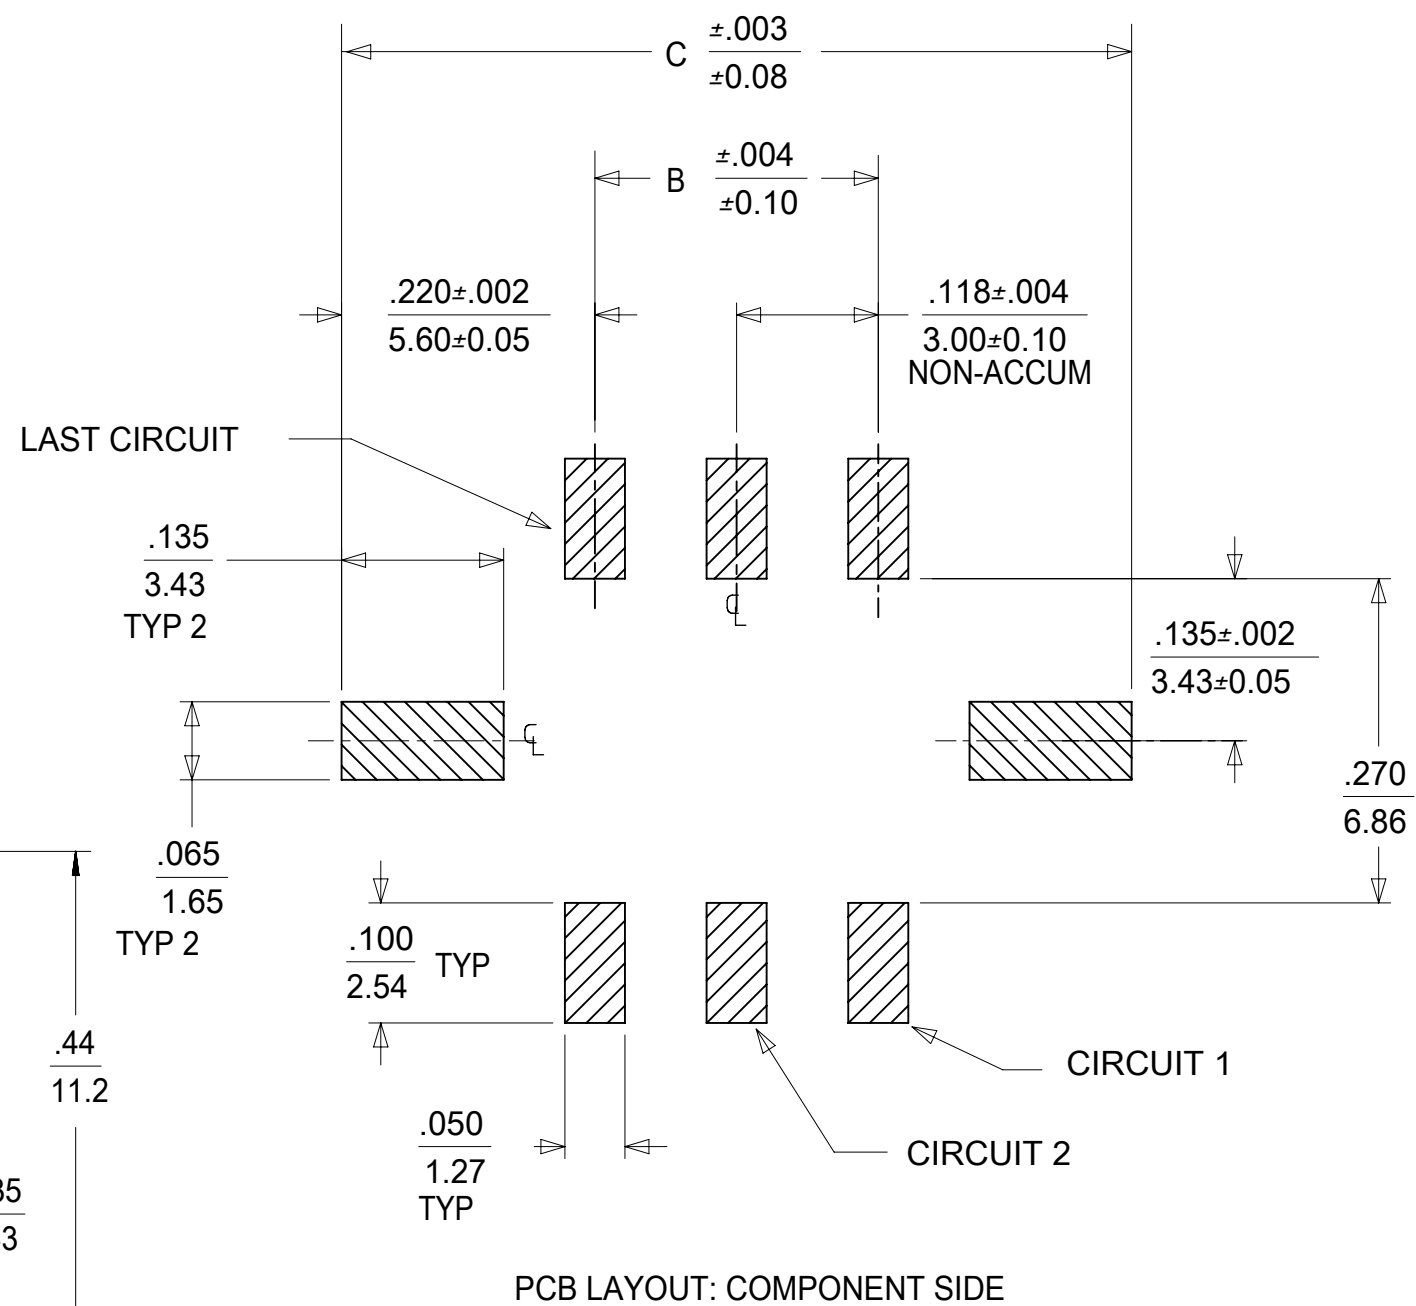 ±.003
C
±0.08
±.004
B
±0.10
.220±.002
5.60±0.05
.118±.004
3.00±0.10
NON-ACCUM
LAST CIRCUIT
.135
3.43
TYP 2
CL
.135±.002
3.43±0.05
CL
.270
6.86
.065
1.65
TYP 2
.100
2.54
TYP
.44
11.2
CIRCUIT 1
.050
1.27
TYP
CIRCUIT 2
PCB LAYOUT: COMPONENT SIDE